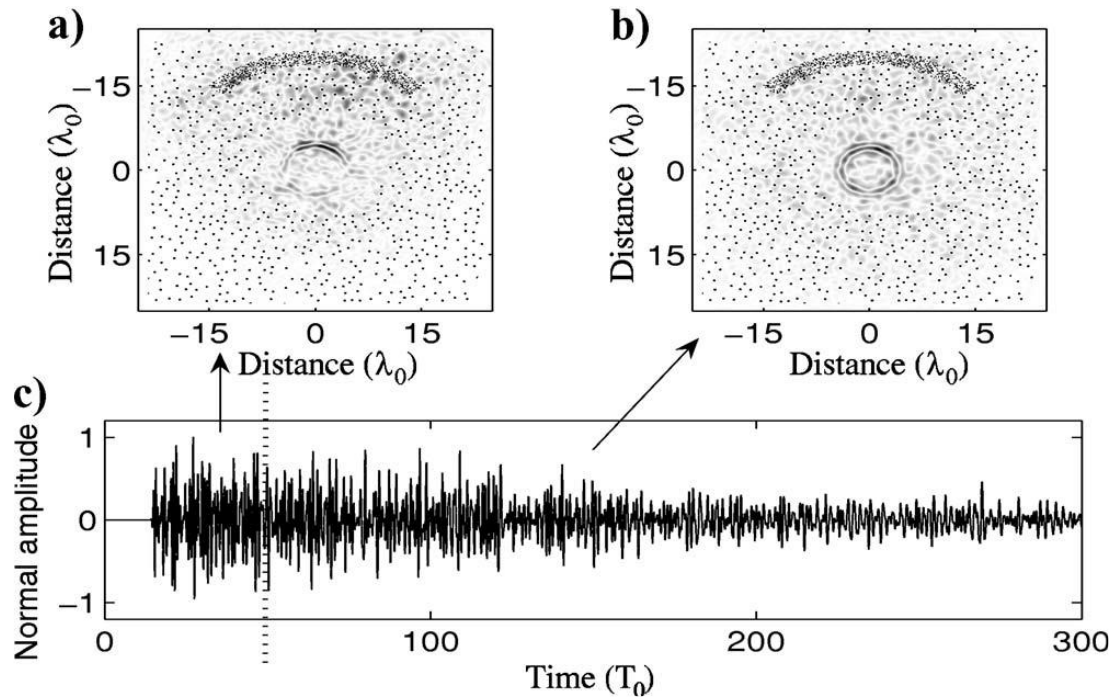 a)
b)
Distance (λ₀)
−15
0
15
−15
0
15
Distance (λ₀)
Distance (λ₀)
−15
0
15
−15
0
15
Distance (λ₀)
c)
Normal amplitude
1
0
−1
0
100
200
300
Time (T₀)